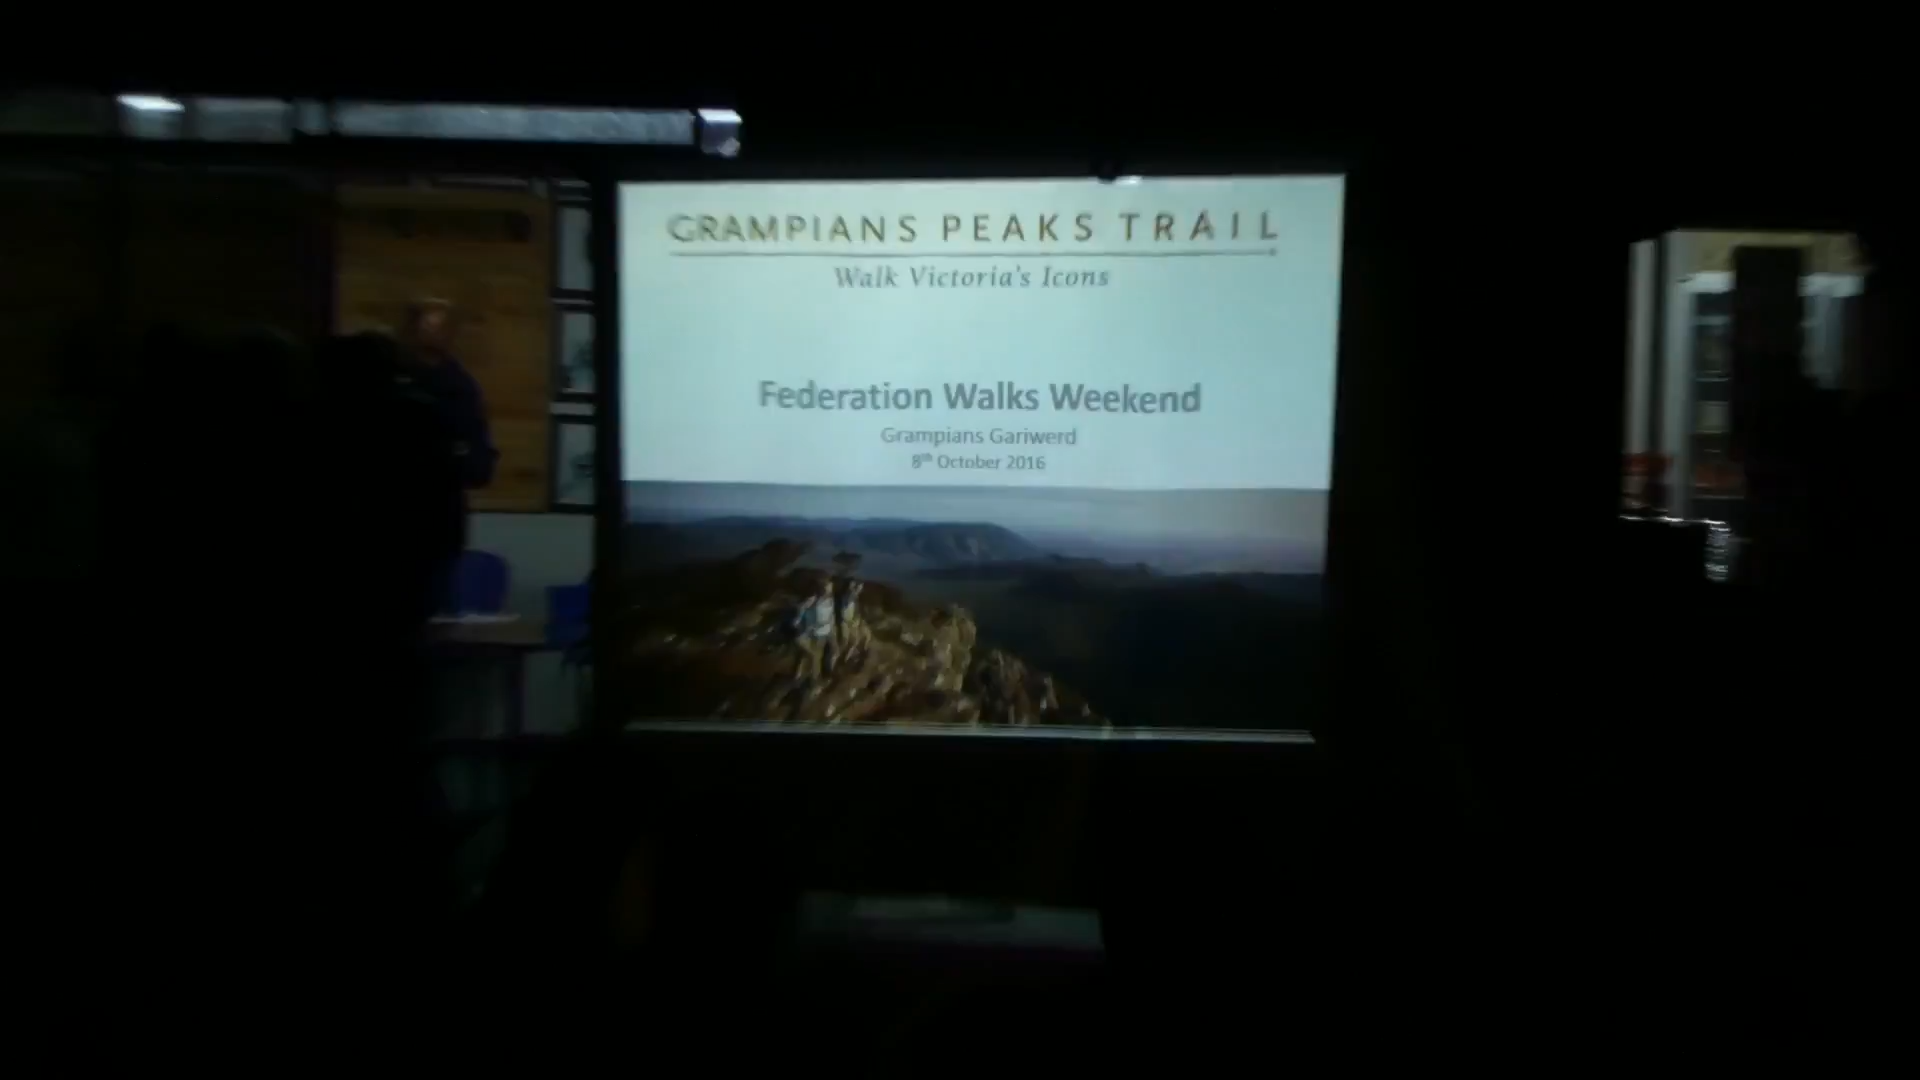 GRAMPIANS PEAKS TRAIL
Walk Victoria's Icons
Federation Walks Weekend
Grampians Gariwerd
8th October 2016